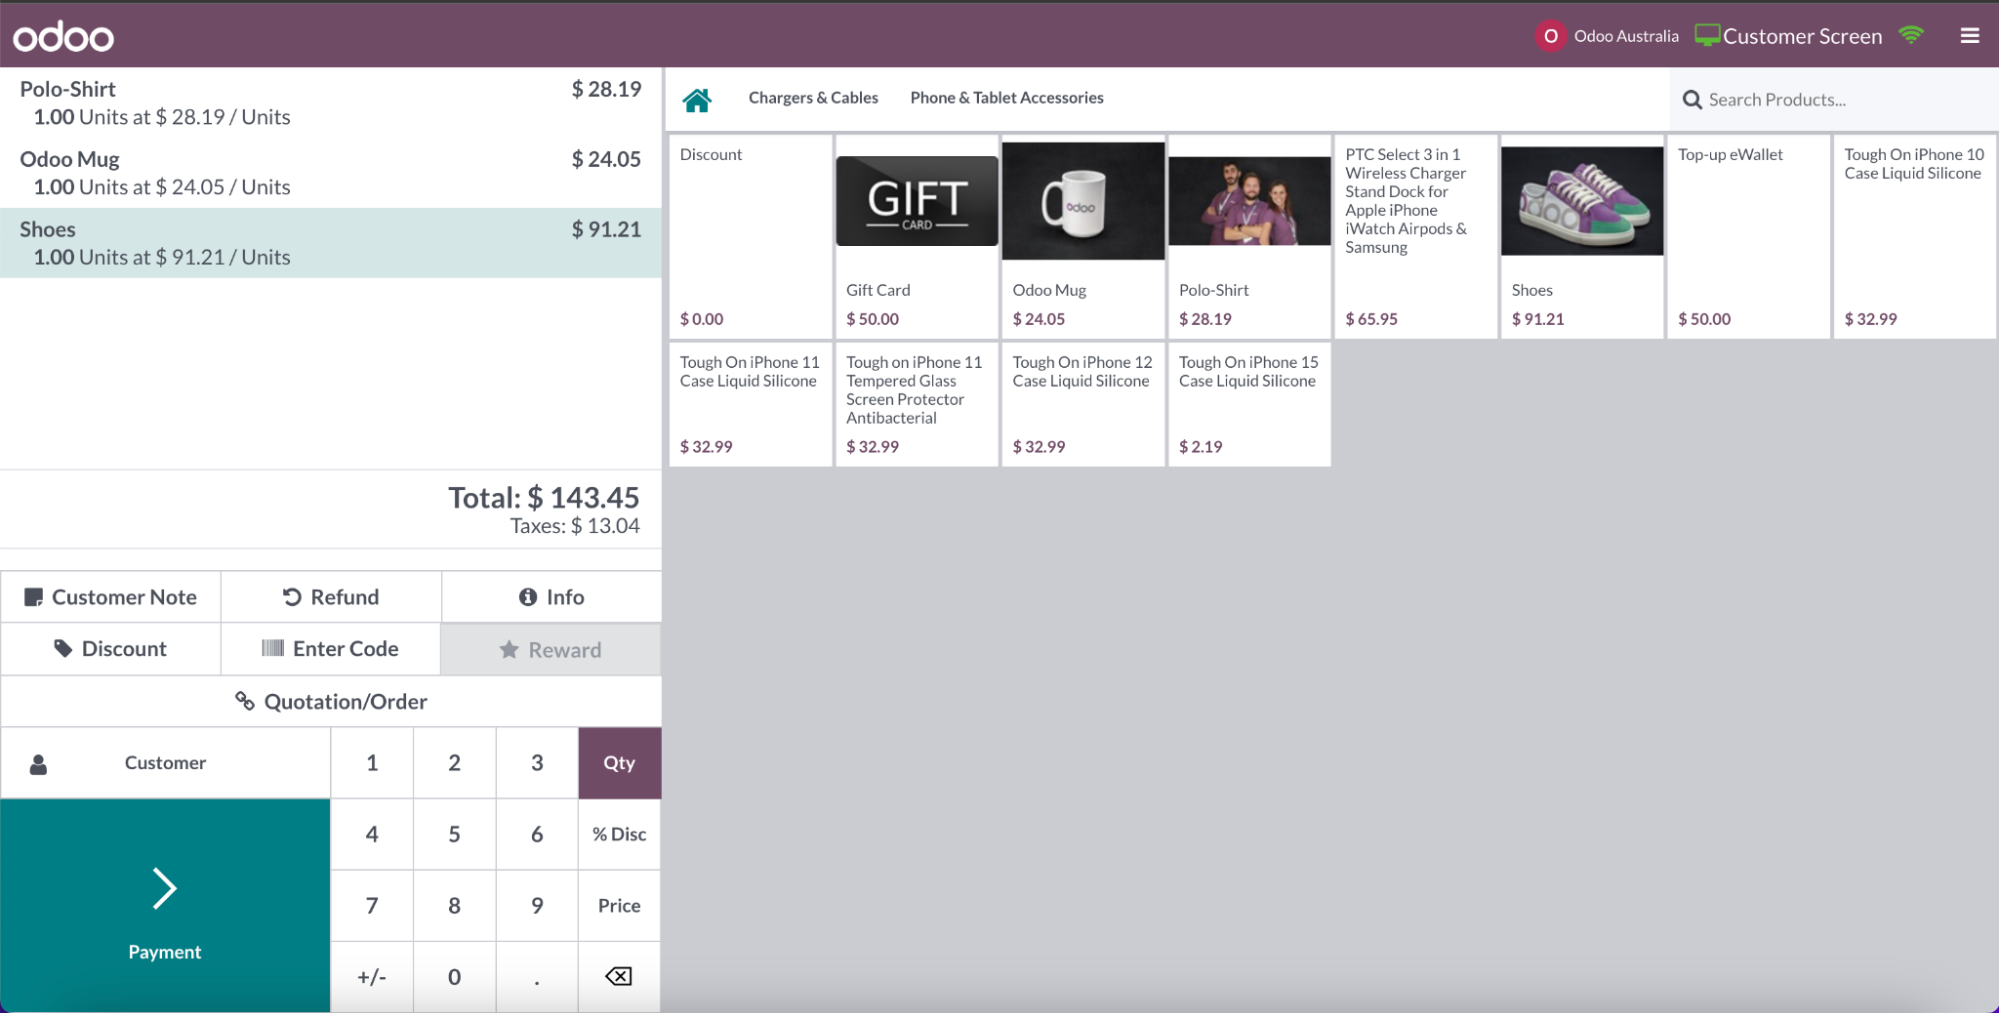 odoo
O Odoo Australia Customer Screen
Polo-Shirt $ 28.19
1.00 Units at $ 28.19 / Units
Odoo Mug $ 24.05
1.00 Units at $ 24.05 / Units
Shoes $ 91.21
1.00 Units at $ 91.21 / Units
Total: $ 143.45
Taxes: $ 13.04
Customer Note Refund Info
Discount Enter Code Reward
Quotation/Order
Customer 1 2 3 Qty
4 5 6 % Disc
7 8 9 Price
Payment
+/- 0 .
Chargers & Cables Phone & Tablet Accessories Search Products...
Discount
$ 0.00
GIFT
CARD
Gift Card
$ 50.00
odoo
Odoo Mug
$ 24.05
Polo-Shirt
$ 28.19
PTC Select 3 in 1
Wireless Charger
Stand Dock for
Apple iPhone
iWatch Airpods &
Samsung
$ 65.95
odoo
Shoes
$ 91.21
Top-up eWallet
$ 50.00
Tough On iPhone 10
Case Liquid Silicone
$ 32.99
Tough On iPhone 11
Case Liquid Silicone
$ 32.99
Tough on iPhone 11
Tempered Glass
Screen Protector
Antibacterial
$ 32.99
Tough On iPhone 12
Case Liquid Silicone
$ 32.99
Tough On iPhone 15
Case Liquid Silicone
$ 2.19